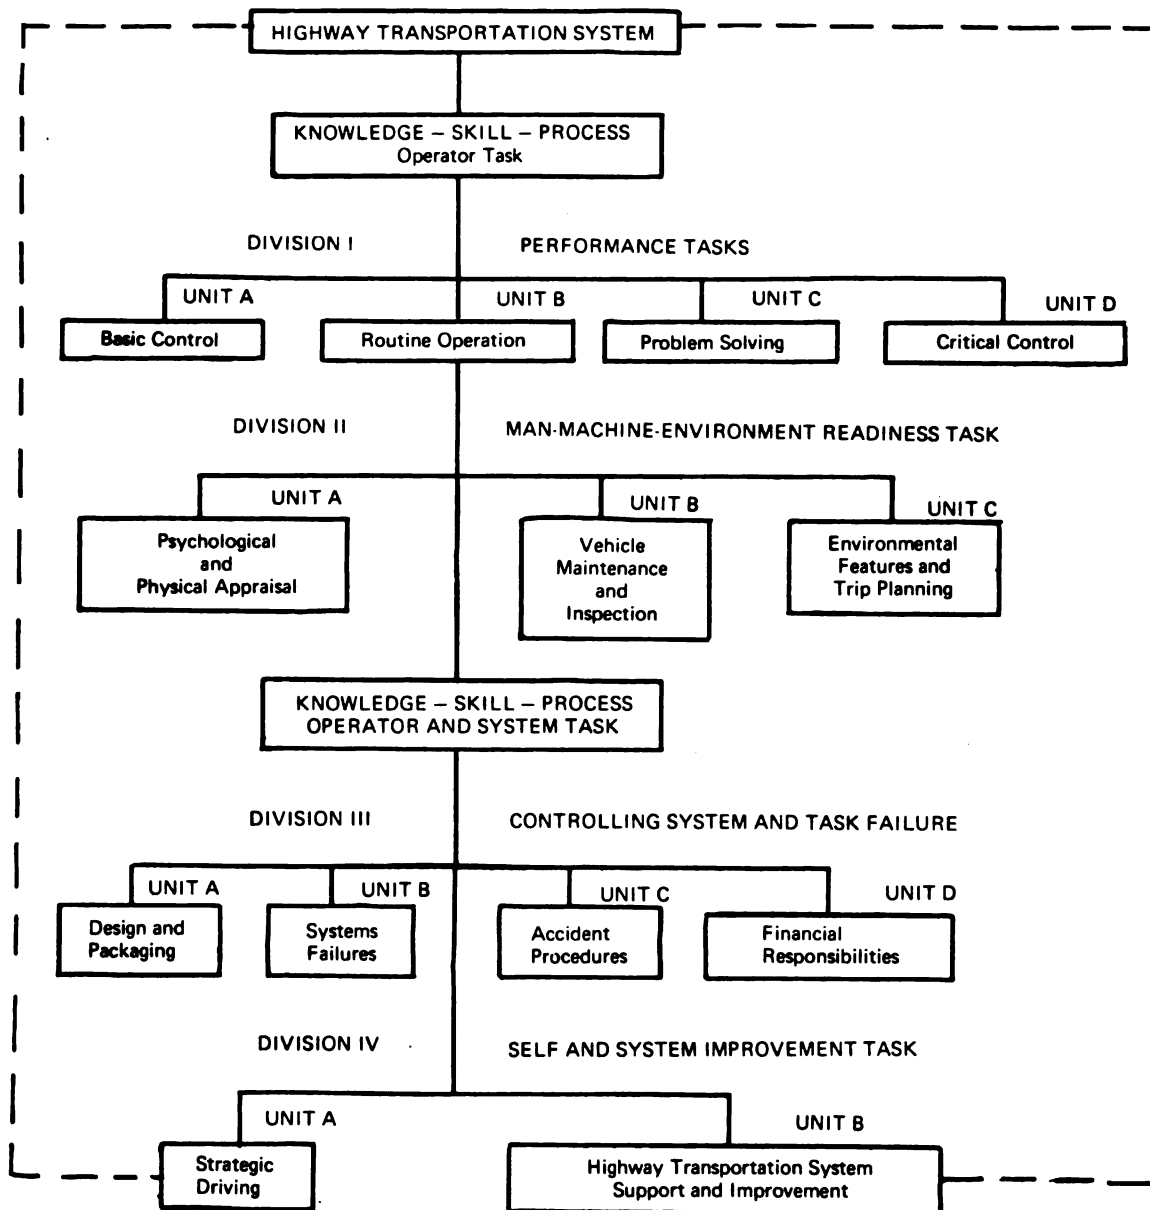 HIGHWAY TRANSPORTATION SYSTEM
KNOWLEDGE – SKILL – PROCESS
Operator Task
DIVISION I
PERFORMANCE TASKS
UNIT A
UNIT B
UNIT C
UNIT D
Basic Control
Routine Operation
Problem Solving
Critical Control
DIVISION II
MAN-MACHINE-ENVIRONMENT READINESS TASK
UNIT A
UNIT B
UNIT C
Psychological
and
Physical Appraisal
Vehicle
Maintenance
and
Inspection
Environmental
Features and
Trip Planning
KNOWLEDGE – SKILL – PROCESS
OPERATOR AND SYSTEM TASK
DIVISION III
CONTROLLING SYSTEM AND TASK FAILURE
UNIT A
UNIT B
UNIT C
UNIT D
Design and
Packaging
Systems
Failures
Accident
Procedures
Financial
Responsibilities
DIVISION IV
SELF AND SYSTEM IMPROVEMENT TASK
UNIT A
UNIT B
Strategic
Driving
Highway Transportation System
Support and Improvement